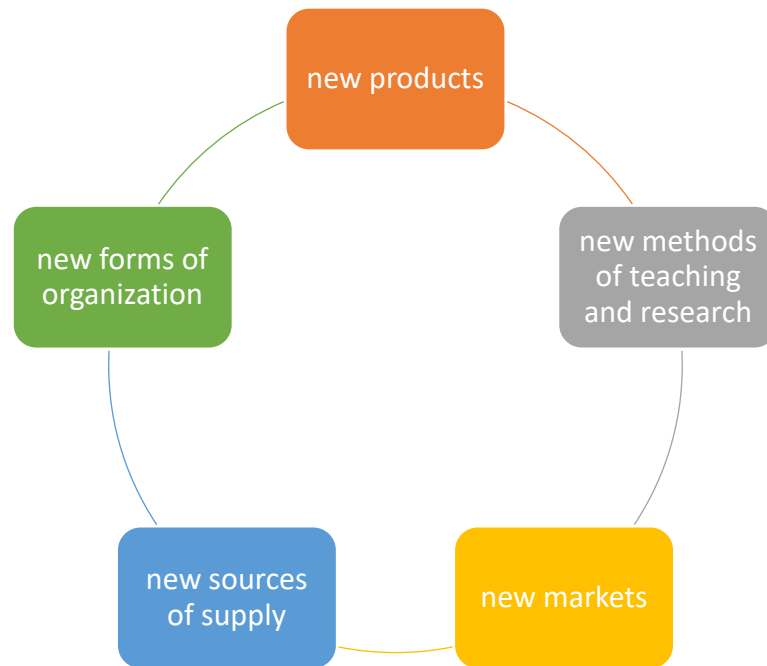 new products
new methods
of teaching
and research
new markets
new sources
of supply
new forms of
organization